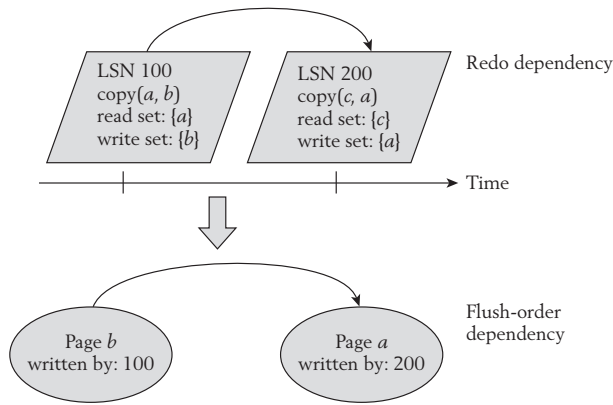 LSN 100
copy(a, b)
read set: {a}
write set: {b}
LSN 200
copy(c, a)
read set: {c}
write set: {a}
Redo dependency
Time
Page b
written by: 100
Page a
written by: 200
Flush-order
dependency